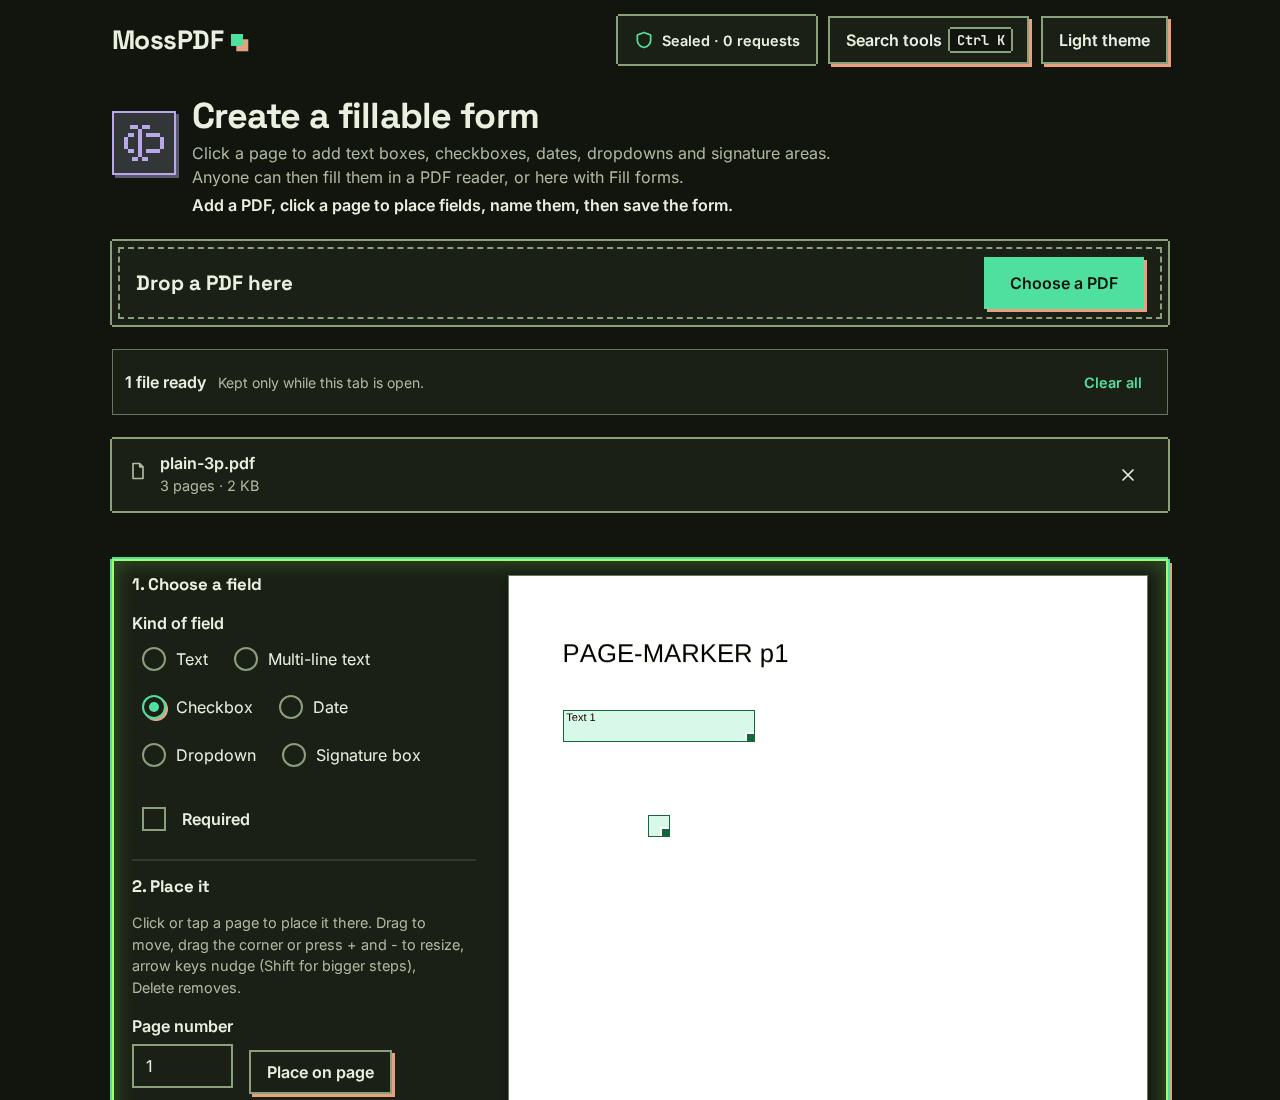 MossPDF
Sealed · 0 requests
Search tools Ctrl K
Light theme
Create a fillable form
Click a page to add text boxes, checkboxes, dates, dropdowns and signature areas.
Anyone can then fill them in a PDF reader, or here with Fill forms.
Add a PDF, click a page to place fields, name them, then save the form.
Drop a PDF here
Choose a PDF
1 file ready Kept only while this tab is open.
Clear all
plain-3p.pdf
3 pages · 2 KB
1. Choose a field
Kind of field
Text Multi-line text
Checkbox Date
Dropdown Signature box
Required
2. Place it
Click or tap a page to place it there. Drag to
move, drag the corner or press + and - to resize,
arrow keys nudge (Shift for bigger steps),
Delete removes.
Page number
1
Place on page
PAGE-MARKER p1
Text 1